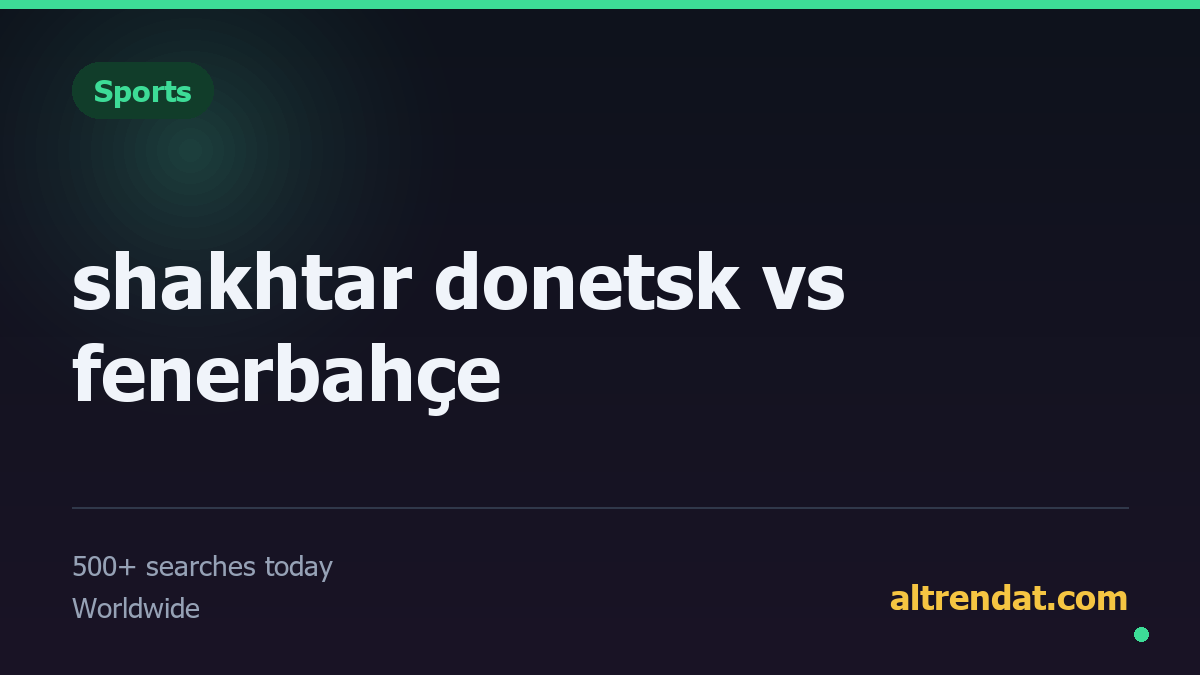 Sports
shakhtar donetsk vs
fenerbahçe
500+ searches today
Worldwide
altrendat.com